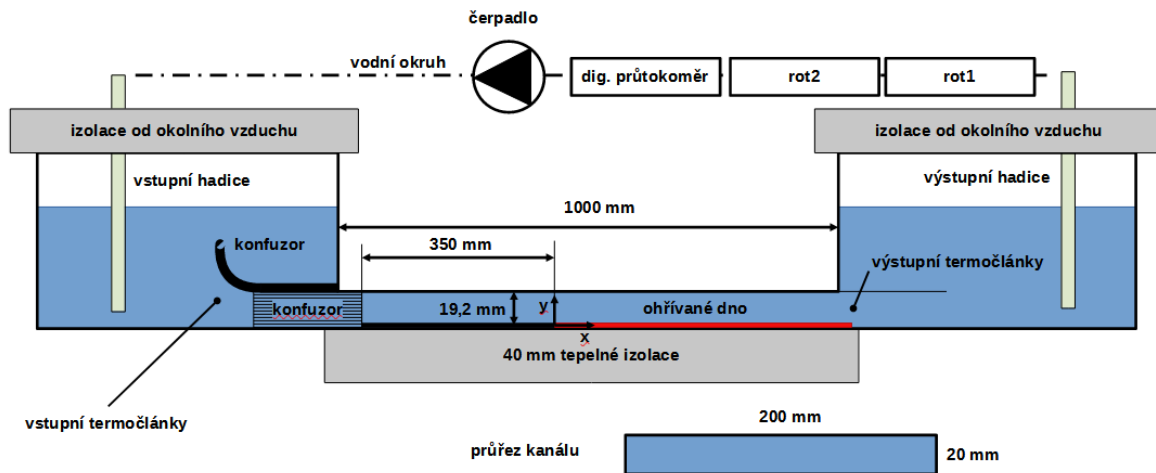 čerpadlo
vodní okruh
dig. průtokoměr
rot2
rot1
izolace od okolního vzduchu
izolace od okolního vzduchu
vstupní hadice
výstupní hadice
1000 mm
konfuzor
350 mm
výstupní termočlánky
konfuzor
19,2 mm
y
ohřívané dno
x
40 mm tepelné izolace
vstupní termočlánky
200 mm
průřez kanálu
20 mm